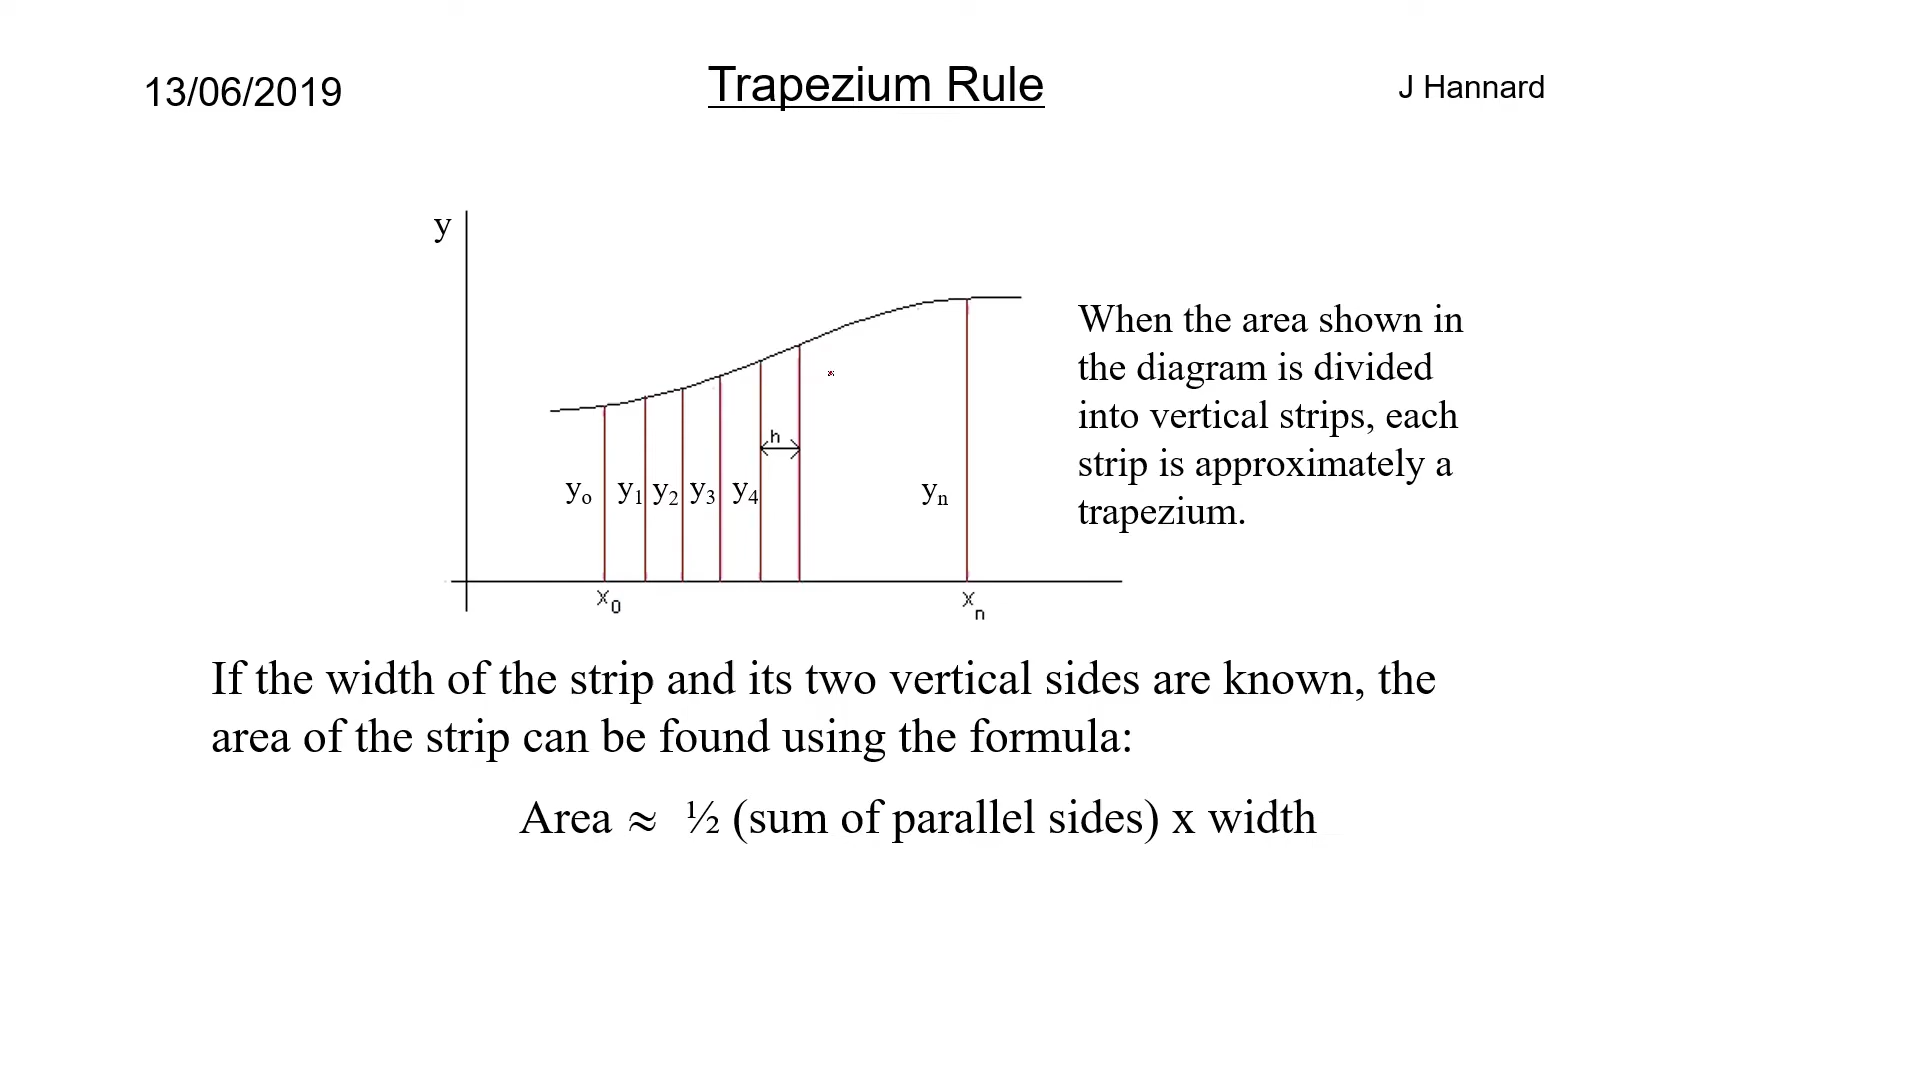 13/06/2019
Trapezium Rule
J Hannard
y
When the area shown in
the diagram is divided
into vertical strips, each
strip is approximately a
trapezium.
h
y₀ y₁ y₂ y₃ y₄ yₙ
x₀ xₙ
If the width of the strip and its two vertical sides are known, the
area of the strip can be found using the formula:
Area ≈ ½ (sum of parallel sides) x width